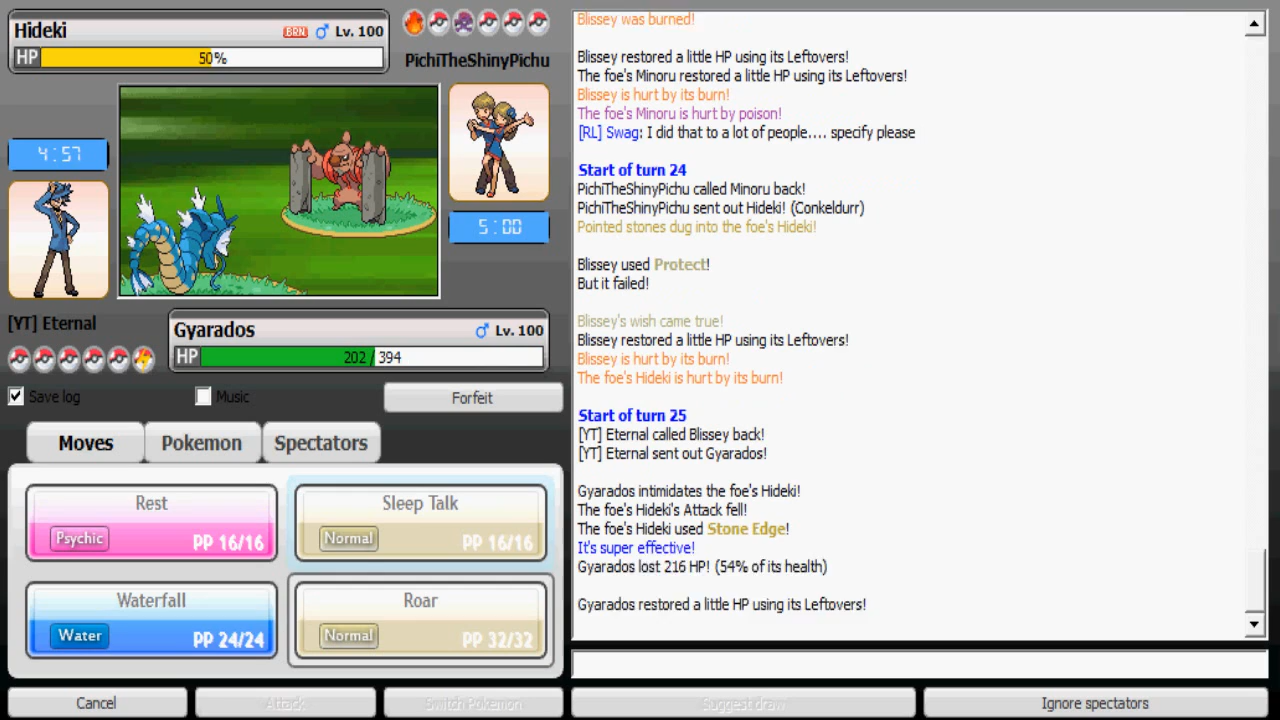 Hideki BRN ♂ Lv. 100
HP 50%
PichiTheShinyPichu
4:57
5:00
[YT] Eternal
Gyarados ♂ Lv. 100
HP 202 / 394
Save log
Music
Forfeit
Moves
Pokemon
Spectators
Rest
Psychic PP 16/16
Sleep Talk
Normal PP 16/16
Waterfall
Water PP 24/24
Roar
Normal PP 32/32
Cancel
Attack
Switch Pokemon
Blissey was burned!
Blissey restored a little HP using its Leftovers!
The foe's Minoru restored a little HP using its Leftovers!
Blissey is hurt by its burn!
The foe's Minoru is hurt by poison!
[RL] Swag: I did that to a lot of people.... specify please
Start of turn 24
PichiTheShinyPichu called Minoru back!
PichiTheShinyPichu sent out Hideki! (Conkeldurr)
Pointed stones dug into the foe's Hideki!
Blissey used Protect!
But it failed!
Blissey's wish came true!
Blissey restored a little HP using its Leftovers!
Blissey is hurt by its burn!
The foe's Hideki is hurt by its burn!
Start of turn 25
[YT] Eternal called Blissey back!
[YT] Eternal sent out Gyarados!
Gyarados intimidates the foe's Hideki!
The foe's Hideki's Attack fell!
The foe's Hideki used Stone Edge!
It's super effective!
Gyarados lost 216 HP! (54% of its health)
Gyarados restored a little HP using its Leftovers!
Suggest draw
Ignore spectators